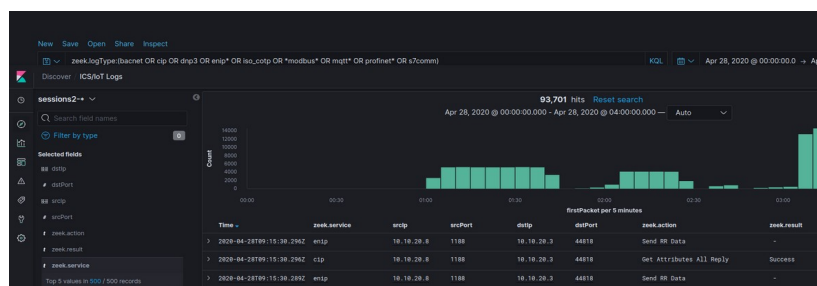 New Save Open Share Inspect
zeek.logType:(bacnet OR cip OR dnp3 OR enip* OR iso_cotp OR *modbus* OR mqtt* OR profinet* OR s7comm) KQL Apr 28, 2020 @ 00:00:00.0 → A
Discover ICS/IoT Logs
sessions2-*
93,701 hits Reset search
Search field names
Apr 28, 2020 @ 00:00:00.000 - Apr 28, 2020 @ 04:00:00.000 — Auto
Filter by type 0
Selected fields
dstIp
# dstPort
srcIp
# srcPort
t zeek.action
t zeek.result
t zeek.service
Top 5 values in 500 / 500 records
Count
14000
12000
10000
8000
6000
4000
2000
0
00:00 00:30 01:00 01:30 02:00 02:30 03:00
firstPacket per 5 minutes
Time zeek.service srcIp srcPort dstIp dstPort zeek.action zeek.result
> 2020-04-28T09:15:30.296Z enip 10.10.20.8 1188 10.10.20.3 44818 Send RR Data -
> 2020-04-28T09:15:30.296Z cip 10.10.20.8 1188 10.10.20.3 44818 Get Attributes All Reply Success
> 2020-04-28T09:15:30.289Z enip 10.10.20.8 1188 10.10.20.3 44818 Send RR Data -